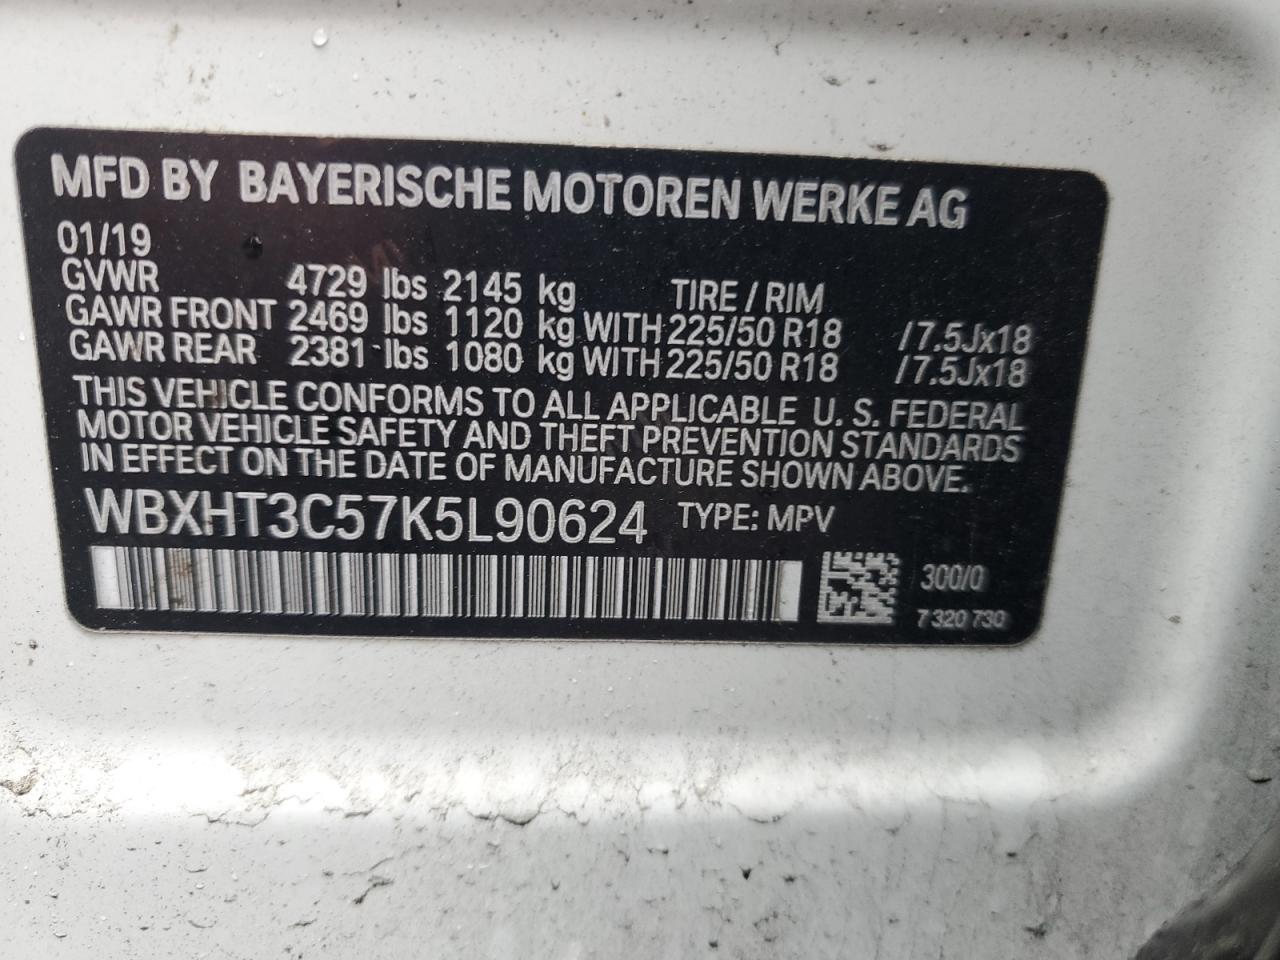 MFD BY BAYERISCHE MOTOREN WERKE AG
01/19
GVWR 4729 lbs 2145 kg TIRE / RIM
GAWR FRONT 2469 lbs 1120 kg WITH 225/50 R18 /7.5Jx18
GAWR REAR 2381 lbs 1080 kg WITH 225/50 R18 /7.5Jx18
THIS VEHICLE CONFORMS TO ALL APPLICABLE U. S. FEDERAL
MOTOR VEHICLE SAFETY AND THEFT PREVENTION STANDARDS
IN EFFECT ON THE DATE OF MANUFACTURE SHOWN ABOVE.
WBXHT3C57K5L90624 TYPE: MPV
300/0
7 320 730